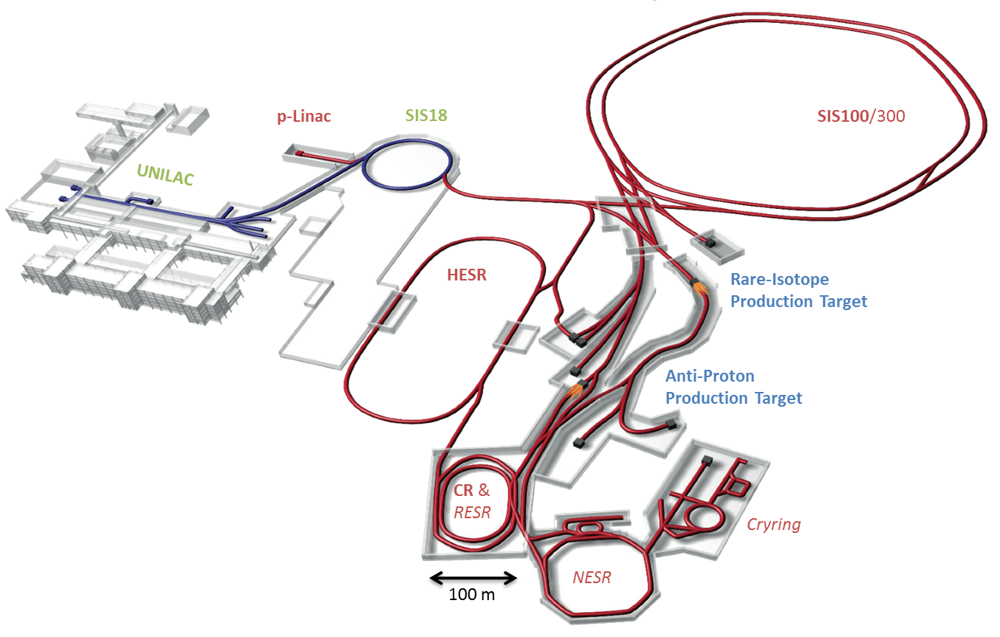 p-Linac
SIS18
SIS100/300
UNILAC
HESR
Rare-Isotope
Production Target
Anti-Proton
Production Target
CR &
RESR
Cryring
NESR
100 m